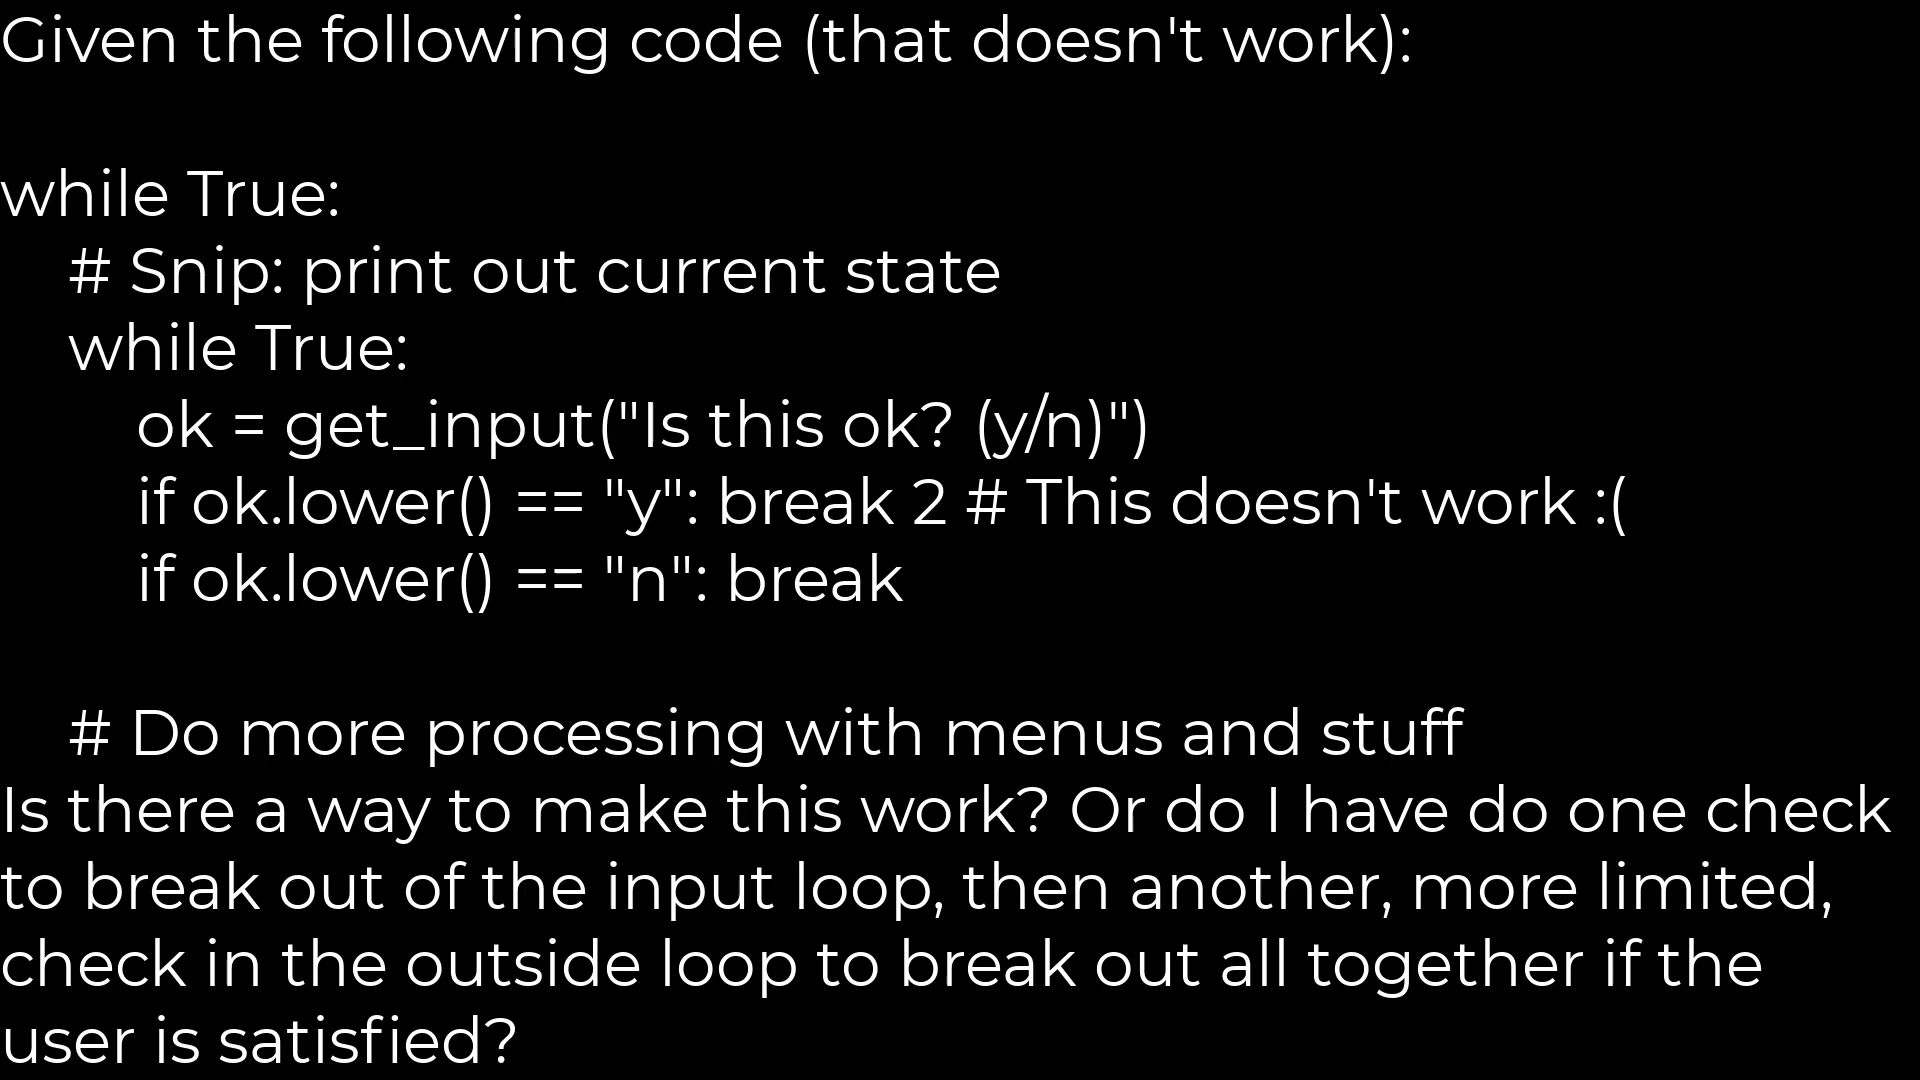 Given the following code (that doesn't work):

while True:
    # Snip: print out current state
    while True:
        ok = get_input("Is this ok? (y/n)")
        if ok.lower() == "y": break 2 # This doesn't work :(
        if ok.lower() == "n": break

    # Do more processing with menus and stuff
Is there a way to make this work? Or do I have do one check
to break out of the input loop, then another, more limited,
check in the outside loop to break out all together if the
user is satisfied?